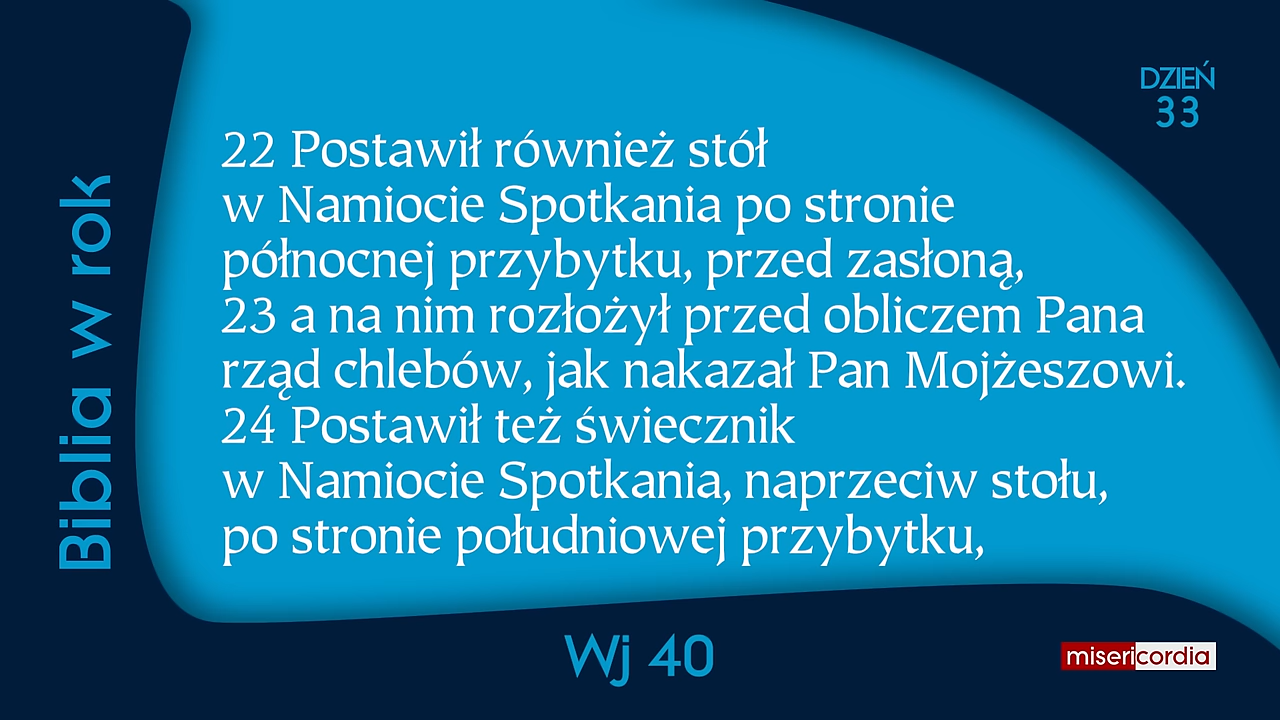 DZIEŃ
33
22 Postawił również stół
w Namiocie Spotkania po stronie
północnej przybytku, przed zasłoną,
23 a na nim rozłożył przed obliczem Pana
rząd chlebów, jak nakazał Pan Mojżeszowi.
24 Postawił też świecznik
w Namiocie Spotkania, naprzeciw stołu,
po stronie południowej przybytku,
Biblia w rok
Wj 40
misericordia